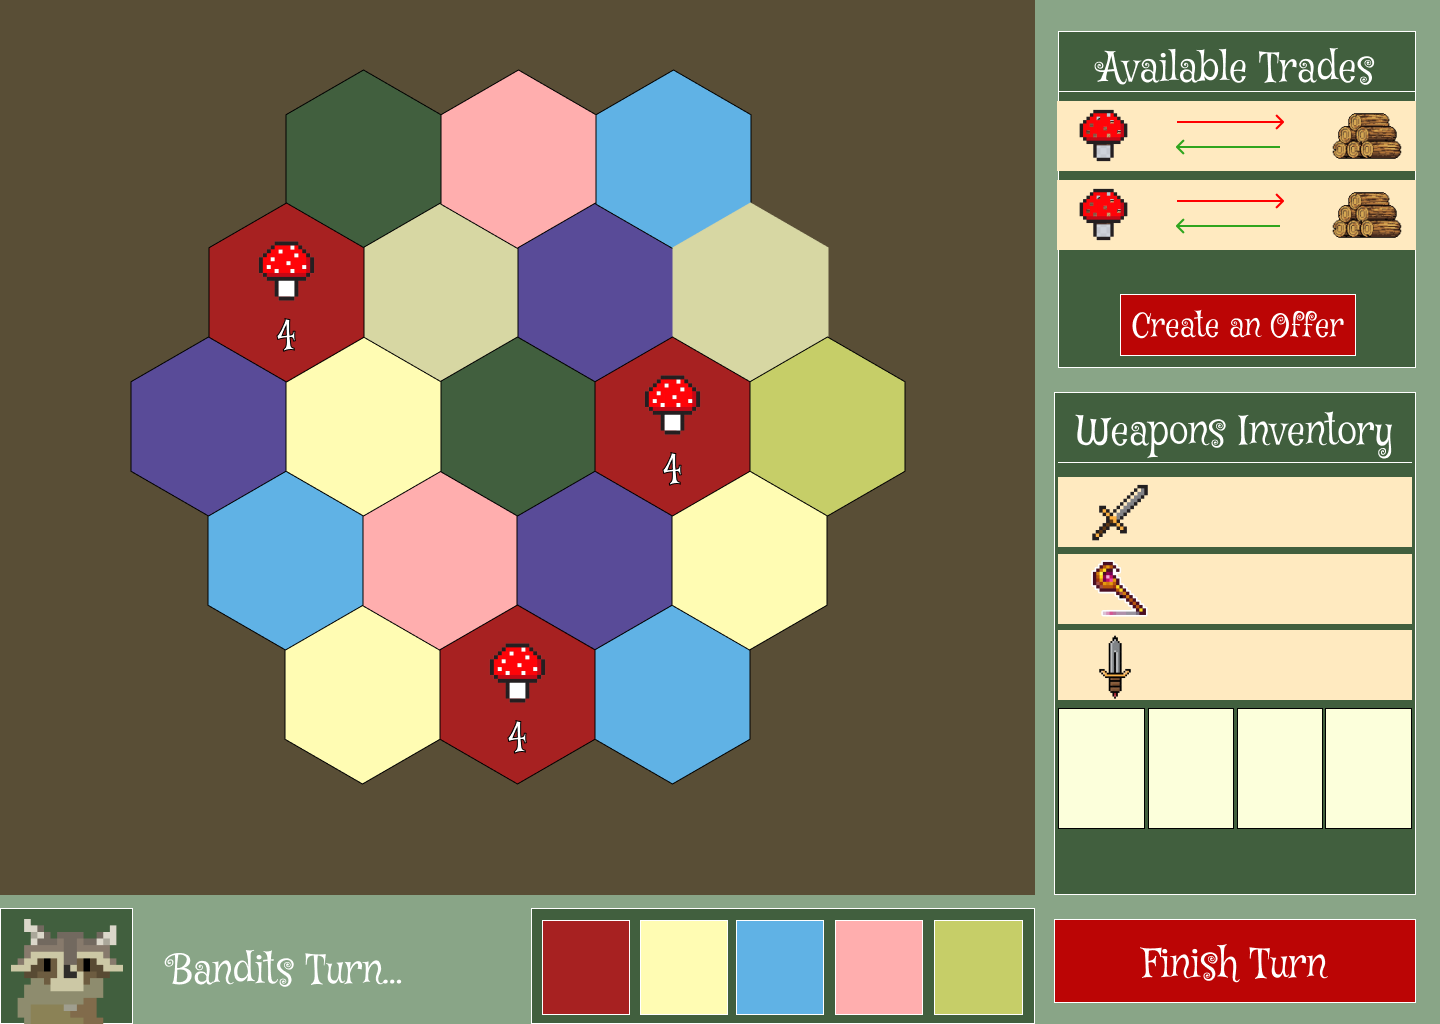 Available Trades
4
Create an Offer
Weapons Inventory
4
4
Bandits Turn...
Finish Turn